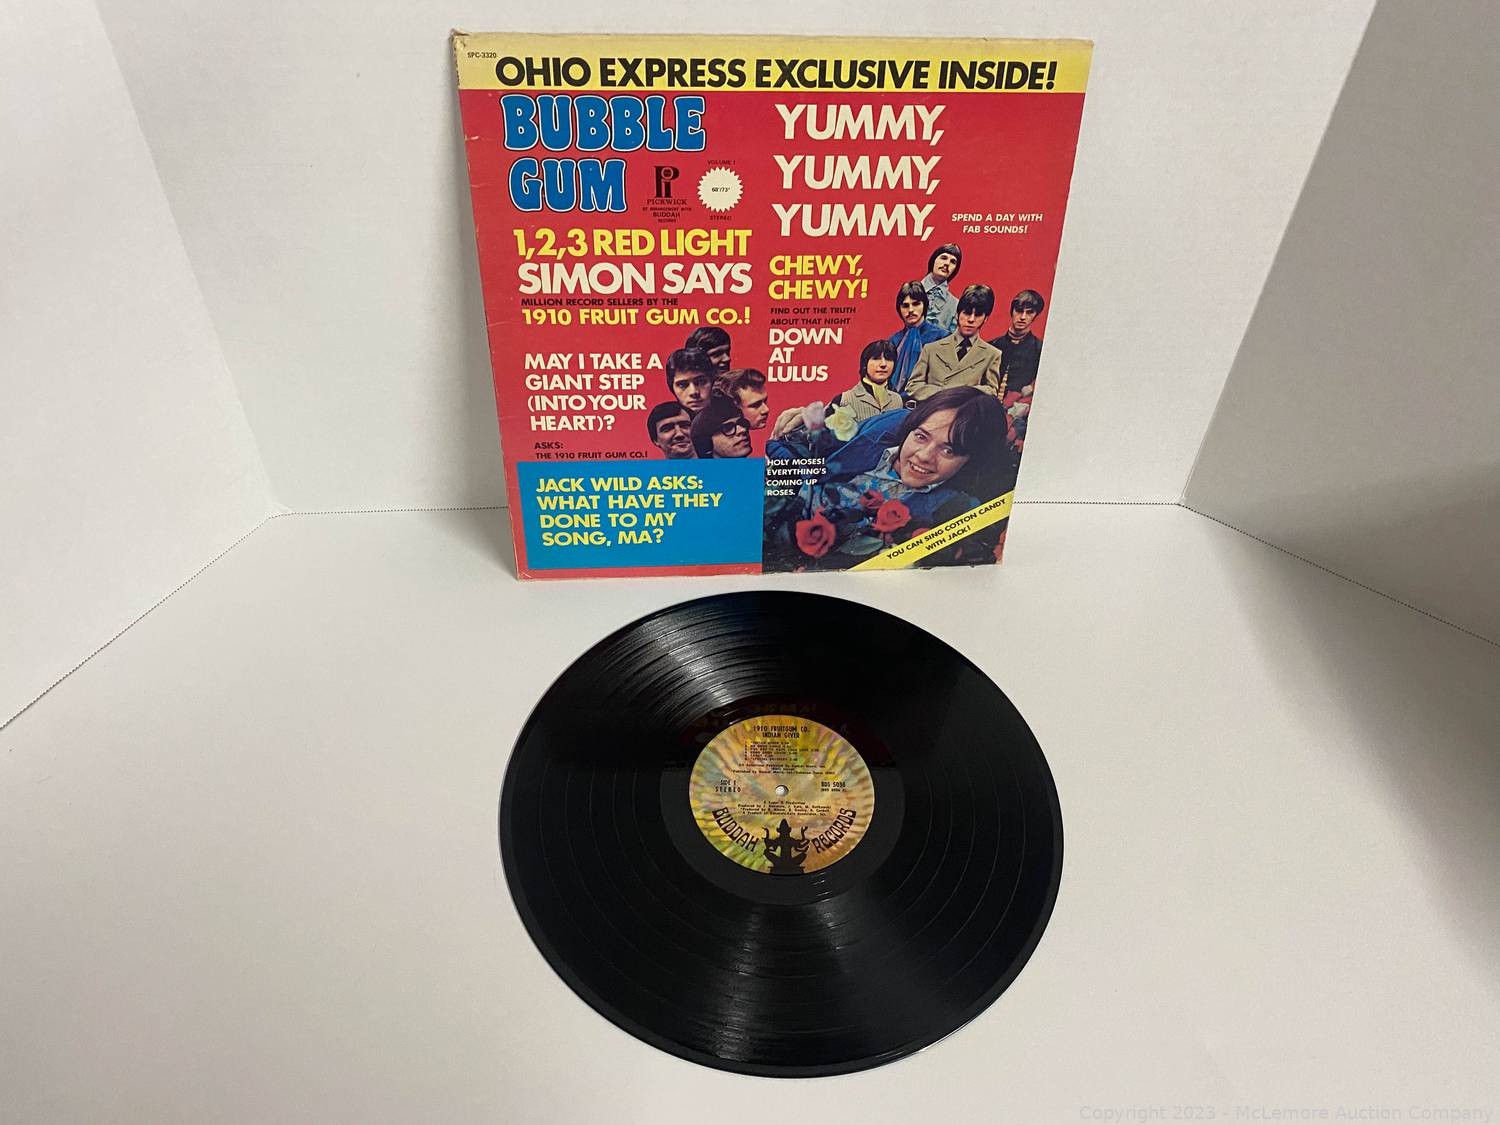 SPC-3320
OHIO EXPRESS EXCLUSIVE INSIDE!
BUBBLE
GUM
PICKWICK
BY ARRANGEMENT WITH
BUDDAH
RECORDS
VOLUME 1
68'/73'
STEREO
1,2,3 RED LIGHT
SIMON SAYS
MILLION RECORD SELLERS BY THE
1910 FRUIT GUM CO.!
MAY I TAKE A
GIANT STEP
(INTO YOUR
HEART)?
ASKS:
THE 1910 FRUIT GUM CO.!
JACK WILD ASKS:
WHAT HAVE THEY
DONE TO MY
SONG, MA?
YUMMY,
YUMMY,
YUMMY,
SPEND A DAY WITH
FAB SOUNDS!
CHEWY,
CHEWY!
FIND OUT THE TRUTH
ABOUT THAT NIGHT
DOWN
AT
LULUS
HOLY MOSES!
EVERYTHING'S
COMING UP
ROSES.
YOU CAN SING COTTON CANDY
WITH JACK!
1910 FRUITGUM CO.
INDIAN GIVER
SIDE 1
STEREO
BDS 5036
BUDDAH RECORDS
Copyright 2023 - McLemore Auction Company